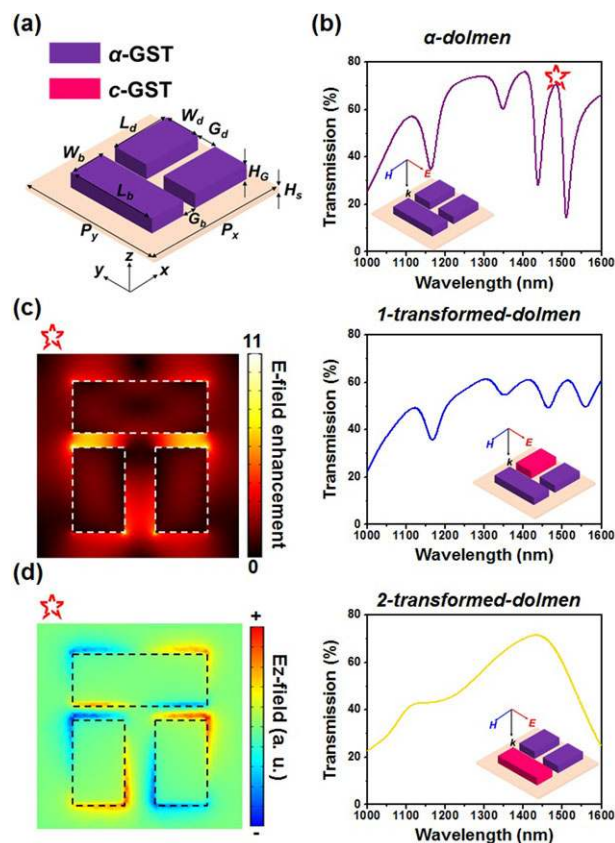 (a)
α-GST
c-GST
L_d
W_d
G_d
W_b
L_b
H_G
H_s
G_b
P_y
P_x
z
y
x
(b)
α-dolmen
Transmission (%)
80
60
40
20
0
H
E
k
1000 1100 1200 1300 1400 1500 1600
Wavelength (nm)
(c)
11
E-field enhancement
0
1-transformed-dolmen
Transmission (%)
80
60
40
20
0
H
E
k
1000 1100 1200 1300 1400 1500 1600
Wavelength (nm)
(d)
+
Ez-field (a. u.)
-
2-transformed-dolmen
Transmission (%)
80
60
40
20
0
H
E
k
1000 1100 1200 1300 1400 1500 1600
Wavelength (nm)